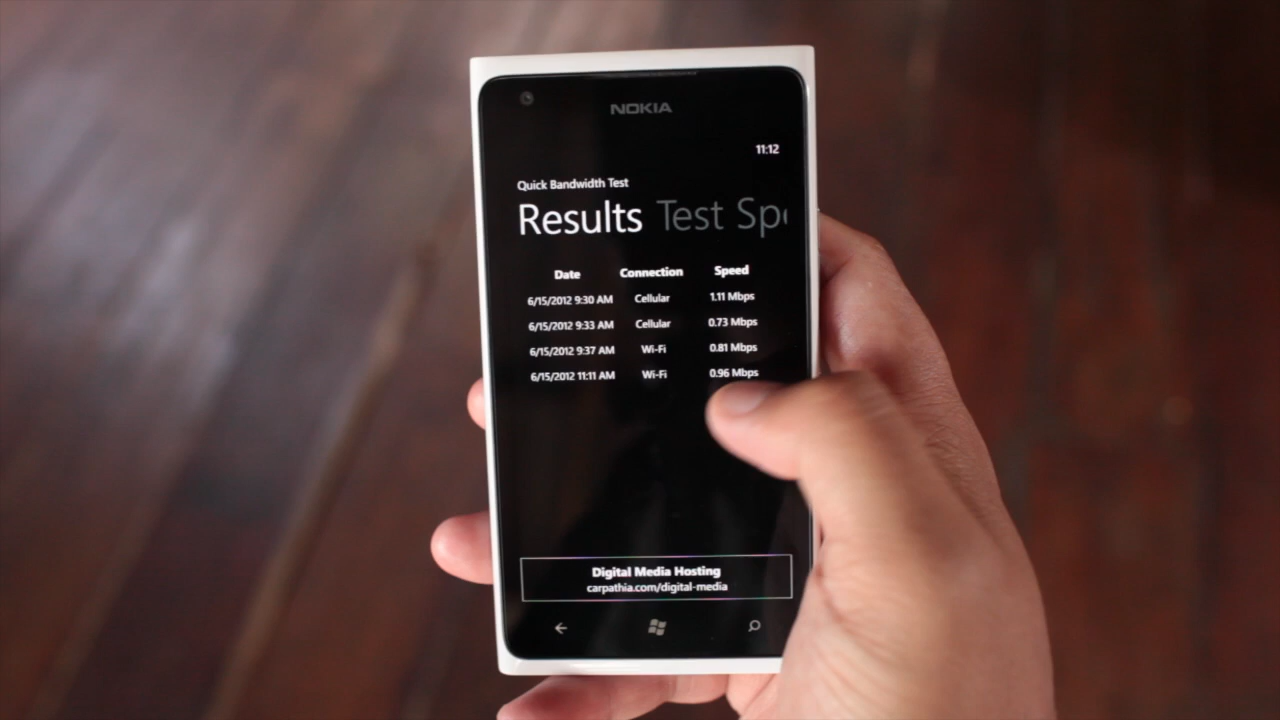 NOKIA
11:12
Quick Bandwidth Test
Results Test Spe
Date Connection Speed
6/15/2012 9:30 AM Cellular 1.11 Mbps
6/15/2012 9:33 AM Cellular 0.73 Mbps
6/15/2012 9:37 AM Wi-Fi 0.81 Mbps
6/15/2012 11:11 AM Wi-Fi 0.96 Mbps
Digital Media Hosting
carpathia.com/digital-media